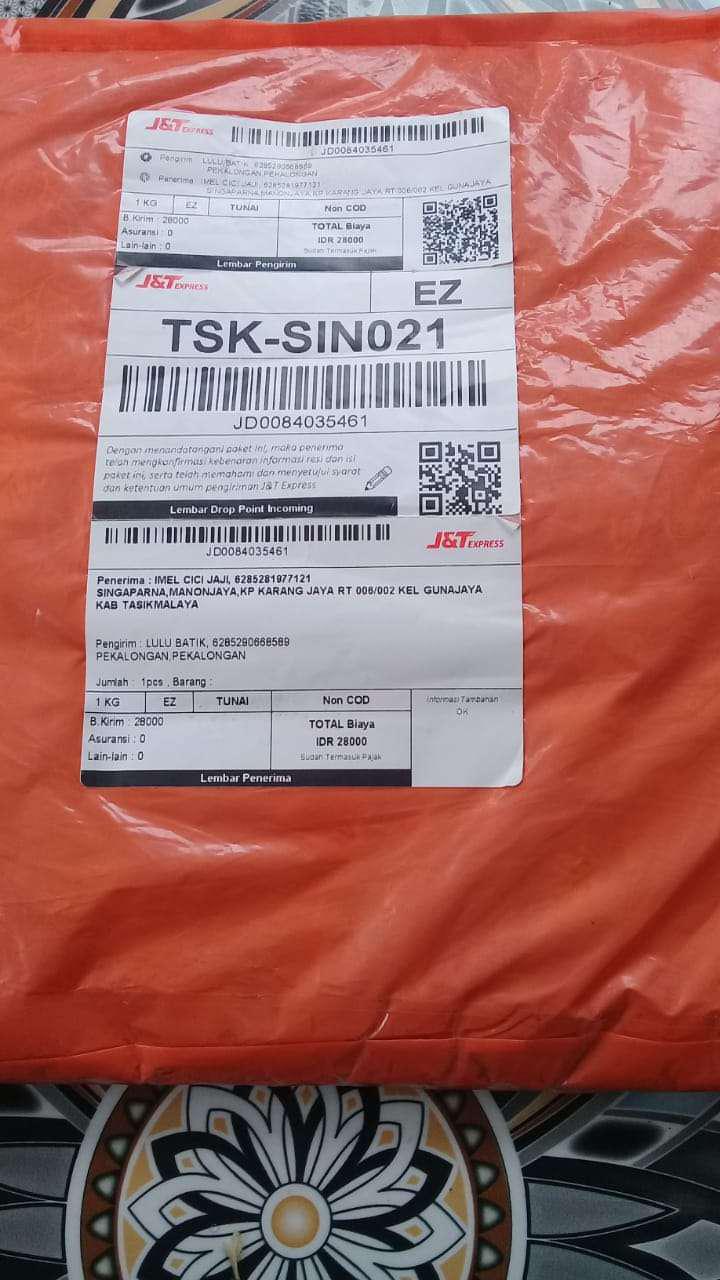 J&T EXPRESS
JD0084035461
Pengirim LULU BATIK 6285290668589
PEKALONGAN,PEKALONGAN
Penerima IMEL CICI JAJI, 6285281977121
SINGAPARNA,MANONJAYA,KP KARANG JAYA RT 006/002 KEL GUNAJAYA
1 KG EZ TUNAI Non COD
B.Kirim : 28000
Asuransi : 0
Lain-lain : 0
TOTAL Biaya
IDR 28000
Sudah Termasuk Pajak
Lembar Pengirim
J&T EXPRESS
EZ
TSK-SIN021
JD0084035461
Dengan menandatangani paket ini, maka penerima
telah mengkonfirmasi kebenaran informasi resi dan isi
paket ini, serta telah memahami dan menyetujui syarat
dan ketentuan umum pengiriman J&T Express
Lembar Drop Point Incoming
JD0084035461
J&T EXPRESS
Penerima : IMEL CICI JAJI, 6285281977121
SINGAPARNA,MANONJAYA,KP KARANG JAYA RT 006/002 KEL GUNAJAYA
KAB TASIKMALAYA
Pengirim : LULU BATIK, 6285290668589
PEKALONGAN,PEKALONGAN
Jumlah : 1pcs , Barang :
1 KG EZ TUNAI Non COD
B.Kirim : 28000
Asuransi : 0
Lain-lain : 0
TOTAL Biaya
IDR 28000
Sudah Termasuk Pajak
Informasi Tambahan
OK
Lembar Penerima